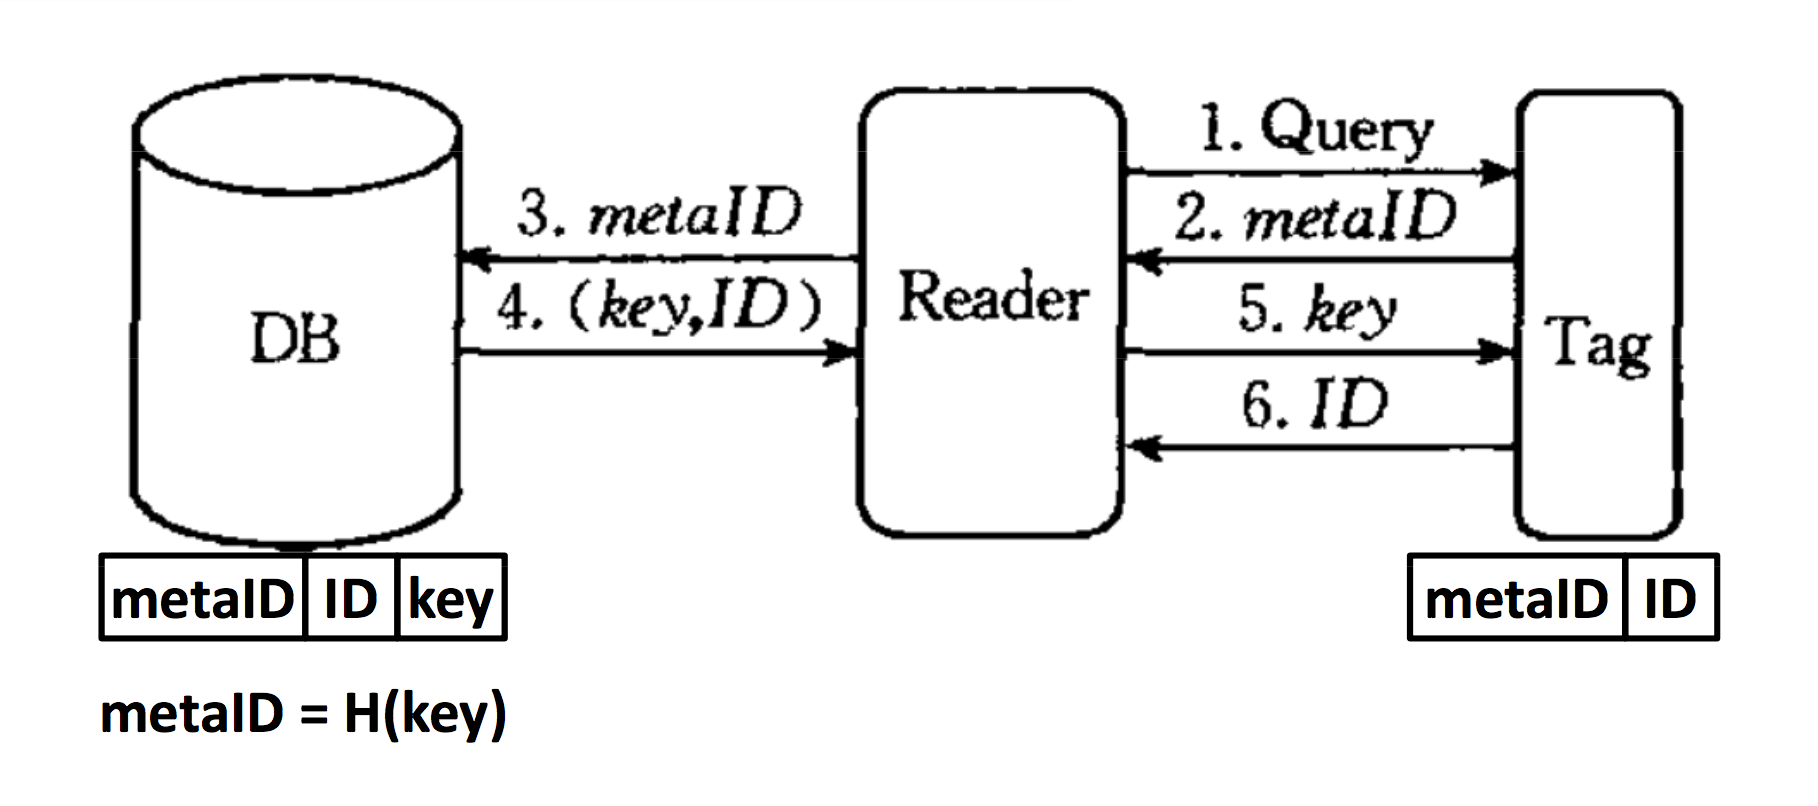 1. Query
2. metaID
3. metaID
4. (key,ID)
5. key
6. ID
DB
Reader
Tag
metaID ID key
metaID ID
metaID = H(key)